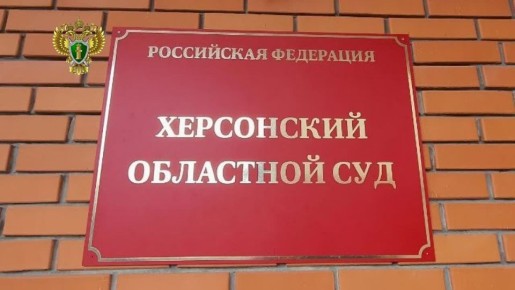 РОССИЙСКАЯ ФЕДЕРАЦИЯ
ХЕРСОНСКИЙ
ОБЛАСТНОЙ СУД